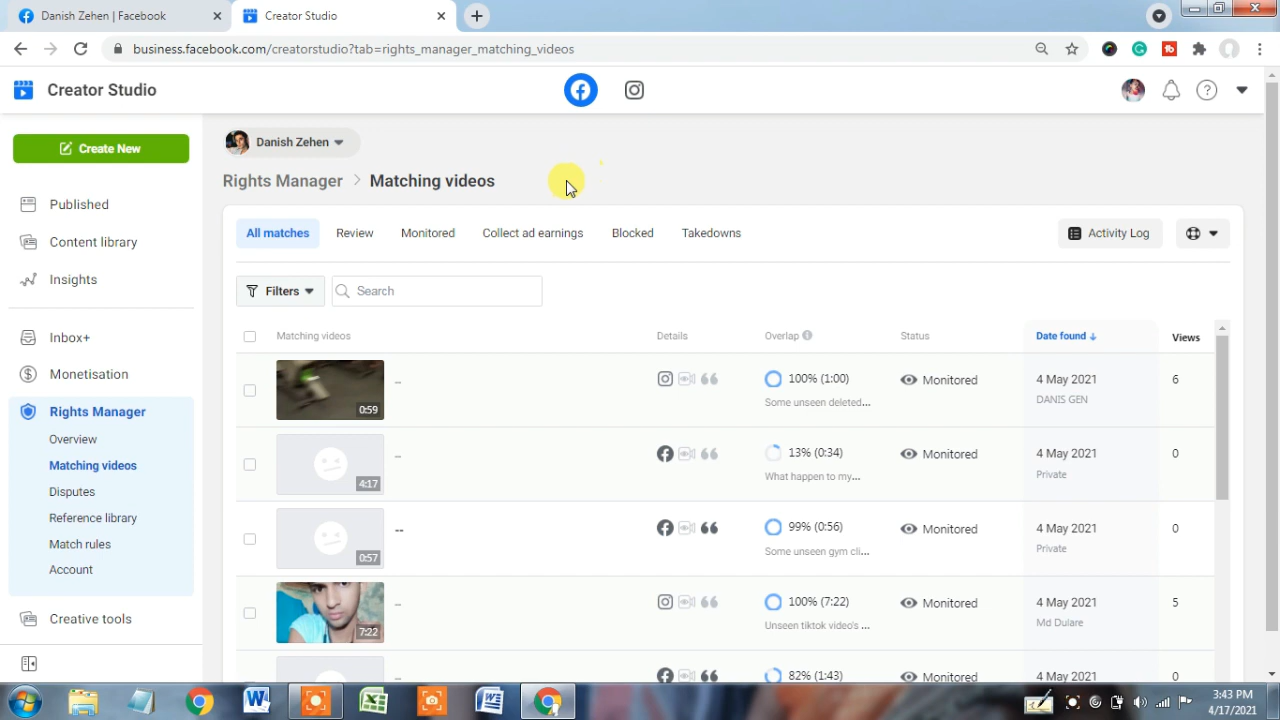 Danish Zehen | Facebook
Creator Studio
business.facebook.com/creatorstudio?tab=rights_manager_matching_videos
Creator Studio
Create New
Danish Zehen
Published
Content library
Insights
Inbox+
Monetisation
Rights Manager
Overview
Matching videos
Disputes
Reference library
Match rules
Account
Creative tools
Rights Manager > Matching videos
All matches Review Monitored Collect ad earnings Blocked Takedowns Activity Log
Filters Search
Matching videos Details Overlap Status Date found Views
0:59 -- 100% (1:00) Monitored 4 May 2021 6
Some unseen deleted... DANIS GEN
4:17 -- 13% (0:34) Monitored 4 May 2021 0
What happen to my... Private
0:57 -- 99% (0:56) Monitored 4 May 2021 0
Some unseen gym cli... Private
7:22 -- 100% (7:22) Monitored 4 May 2021 5
Unseen tiktok video's ... Md Dulare
82% (1:43) Monitored 4 May 2021 0
3:43 PM
4/17/2021